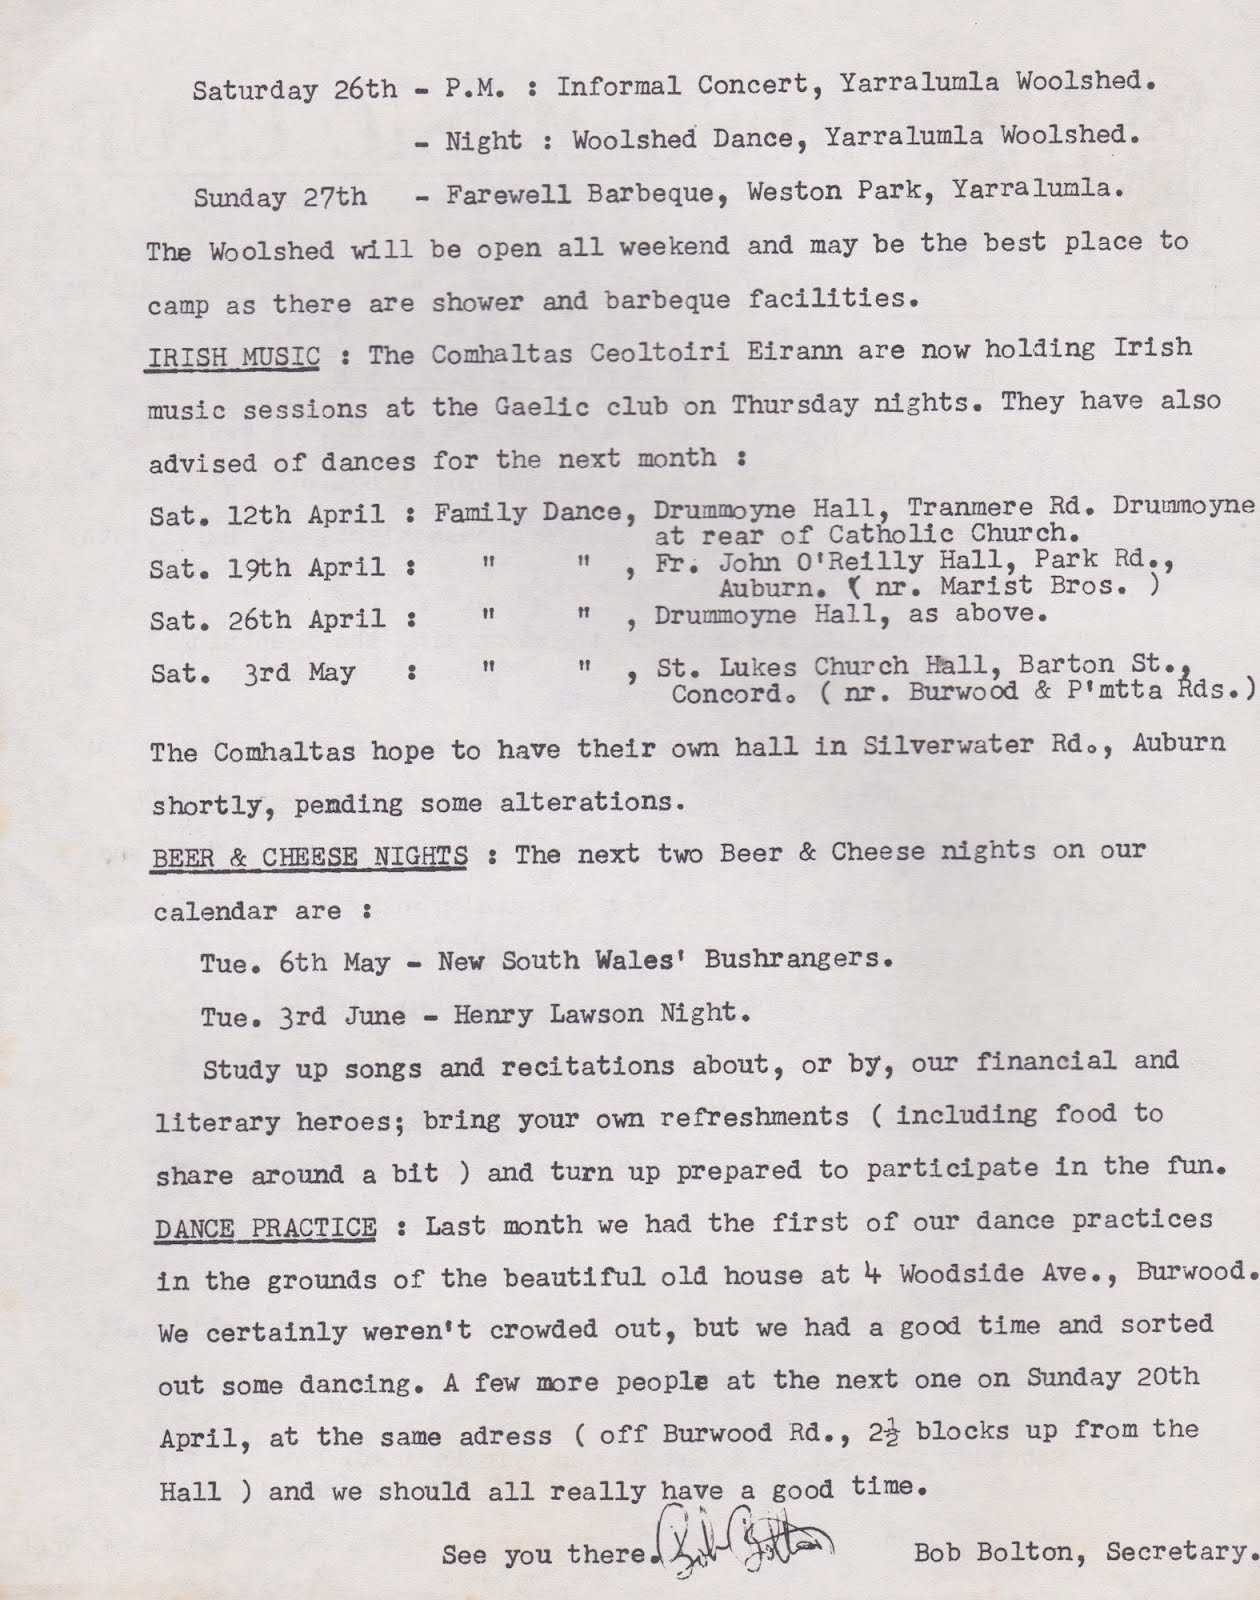 Saturday 26th - P.M. : Informal Concert, Yarralumla Woolshed.
- Night : Woolshed Dance, Yarralumla Woolshed.
Sunday 27th - Farewell Barbeque, Weston Park, Yarralumla.
The Woolshed will be open all weekend and may be the best place to
camp as there are shower and barbeque facilities.
IRISH MUSIC : The Comhaltas Ceoltoiri Eirann are now holding Irish
music sessions at the Gaelic club on Thursday nights. They have also
advised of dances for the next month :
Sat. 12th April : Family Dance, Drummoyne Hall, Tranmere Rd. Drummoyne
at rear of Catholic Church.
Sat. 19th April : " " , Fr. John O'Reilly Hall, Park Rd.,
Auburn. ( nr. Marist Bros. )
Sat. 26th April : " " , Drummoyne Hall, as above.
Sat. 3rd May : " " , St. Lukes Church Hall, Barton St.,
Concord. ( nr. Burwood & P'mtta Rds.)
The Comhaltas hope to have their own hall in Silverwater Rd., Auburn
shortly, pending some alterations.
BEER & CHEESE NIGHTS : The next two Beer & Cheese nights on our
calendar are :
Tue. 6th May - New South Wales' Bushrangers.
Tue. 3rd June - Henry Lawson Night.
Study up songs and recitations about, or by, our financial and
literary heroes; bring your own refreshments ( including food to
share around a bit ) and turn up prepared to participate in the fun.
DANCE PRACTICE : Last month we had the first of our dance practices
in the grounds of the beautiful old house at 4 Woodside Ave., Burwood.
We certainly weren't crowded out, but we had a good time and sorted
out some dancing. A few more people at the next one on Sunday 20th
April, at the same adress ( off Burwood Rd., 2½ blocks up from the
Hall ) and we should all really have a good time.
See you there. Bob Bolton Bob Bolton, Secretary.